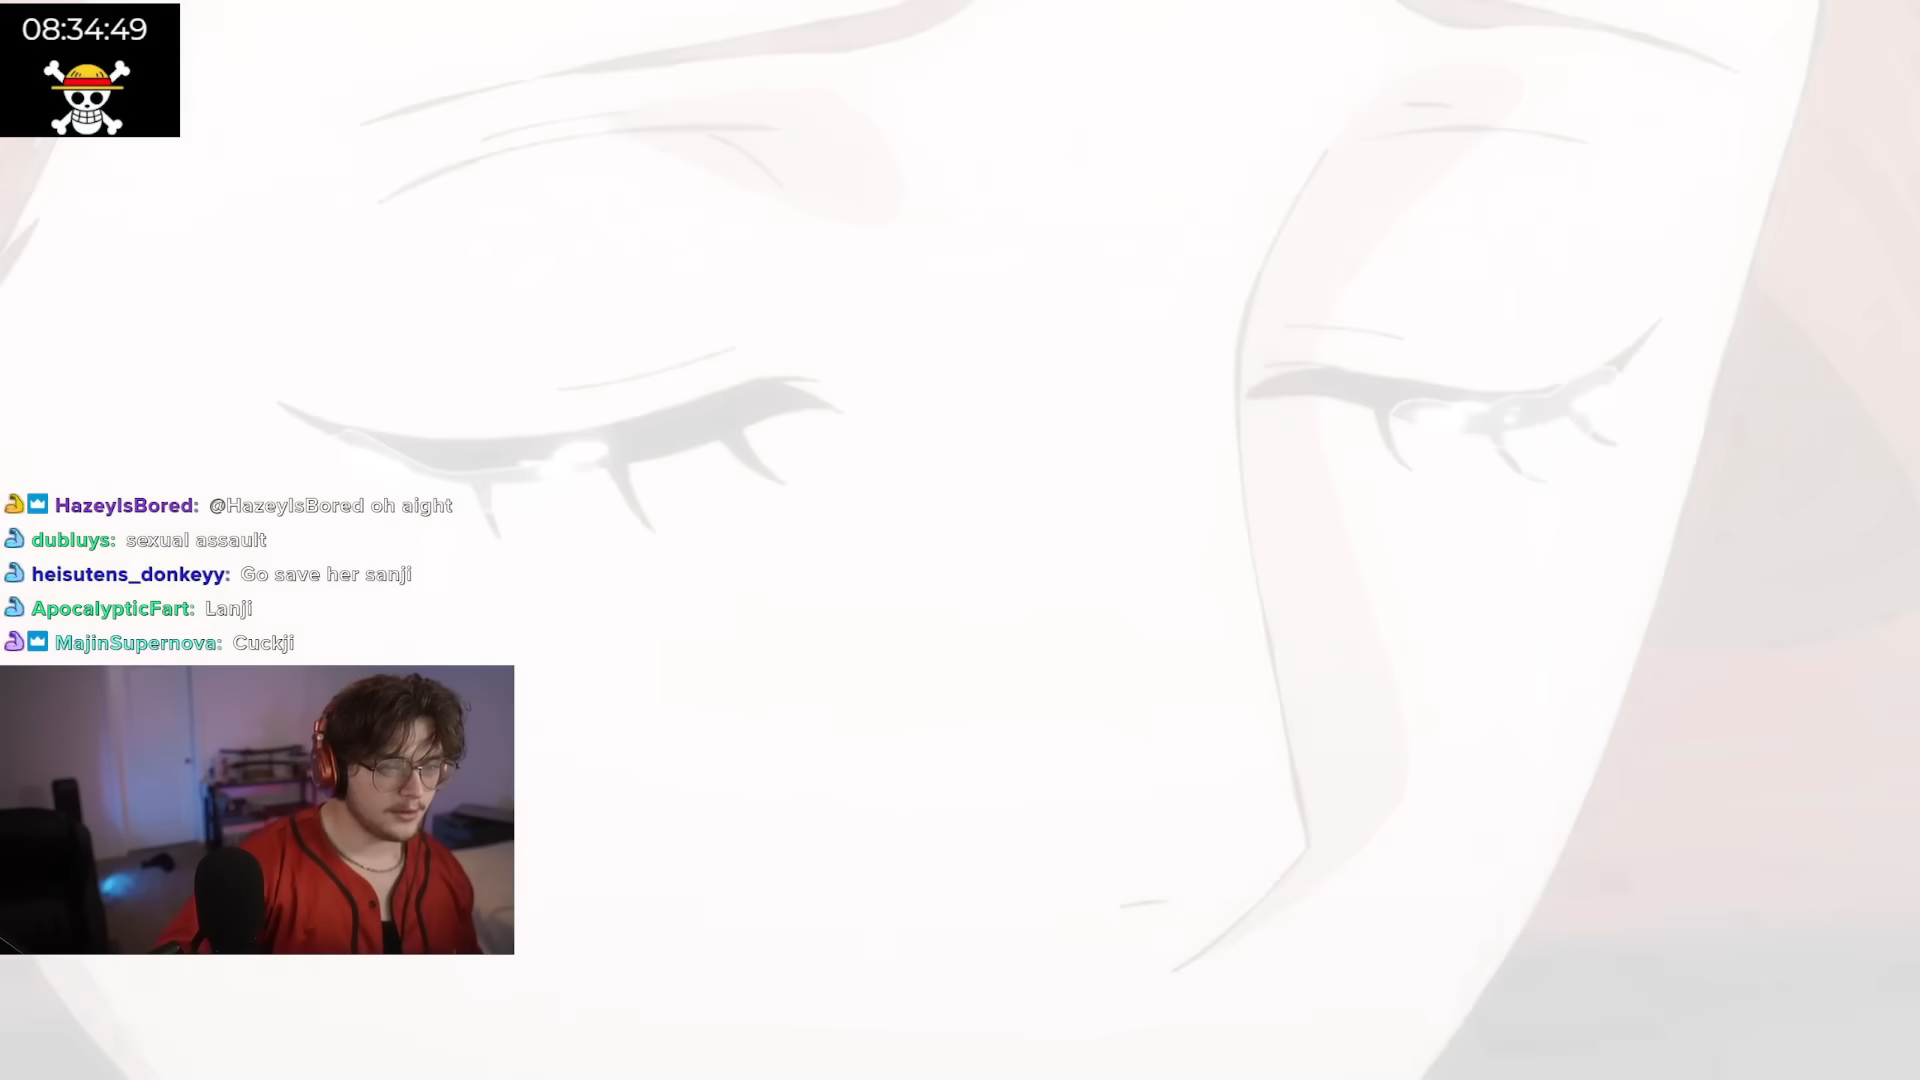 08:34:49
HazeyIsBored: @HazeyIsBored oh aight
dubluys: sexual assault
heisutens_donkeyy: Go save her sanji
ApocalypticFart: Lanji
MajinSupernova: Cuckji